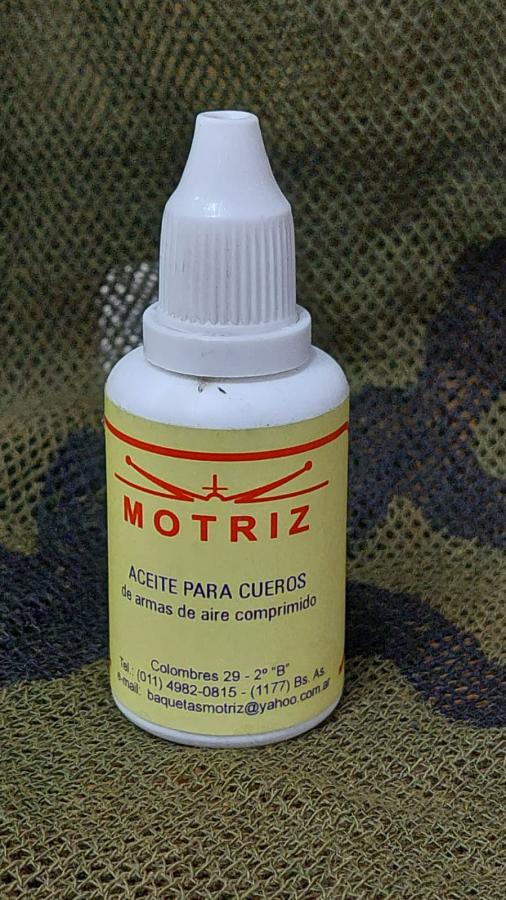 MOTRIZ
ACEITE PARA CUEROS
de armas de aire comprimido
Colombres 29 - 2º "B"
Tel.: (011) 4982-0815 - (1177) Bs. As.
e-mail: baquetasmotriz@yahoo.com.ar